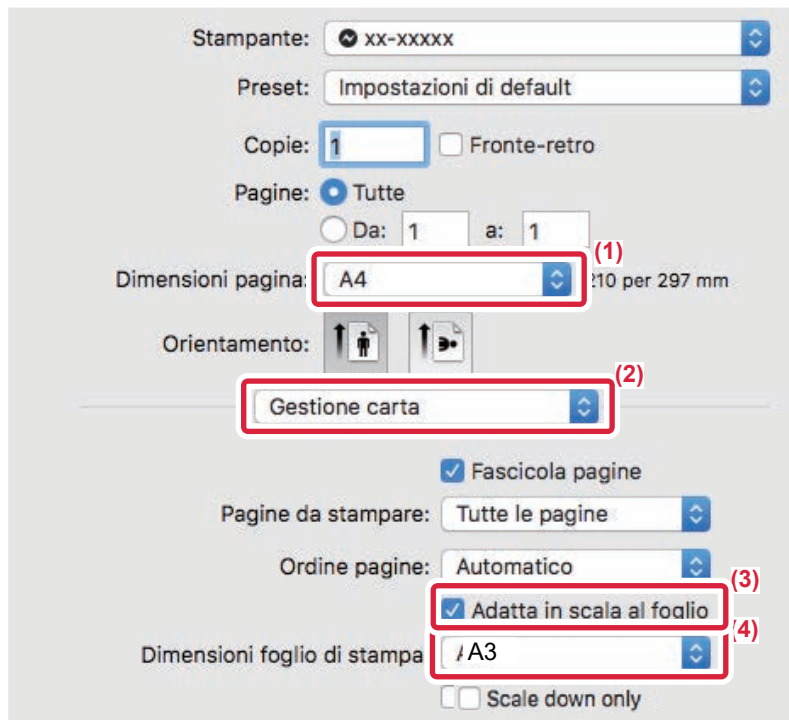 Stampante: xx-xxxxx
Preset: Impostazioni di default
Copie: 1 Fronte-retro
Pagine: Tutte
Da: 1 a: 1
(1)
Dimensioni pagina: A4 210 per 297 mm
Orientamento:
(2)
Gestione carta
Fascicola pagine
Pagine da stampare: Tutte le pagine
Ordine pagine: Automatico
(3)
Adatta in scala al foglio
(4)
Dimensioni foglio di stampa A3
Scale down only